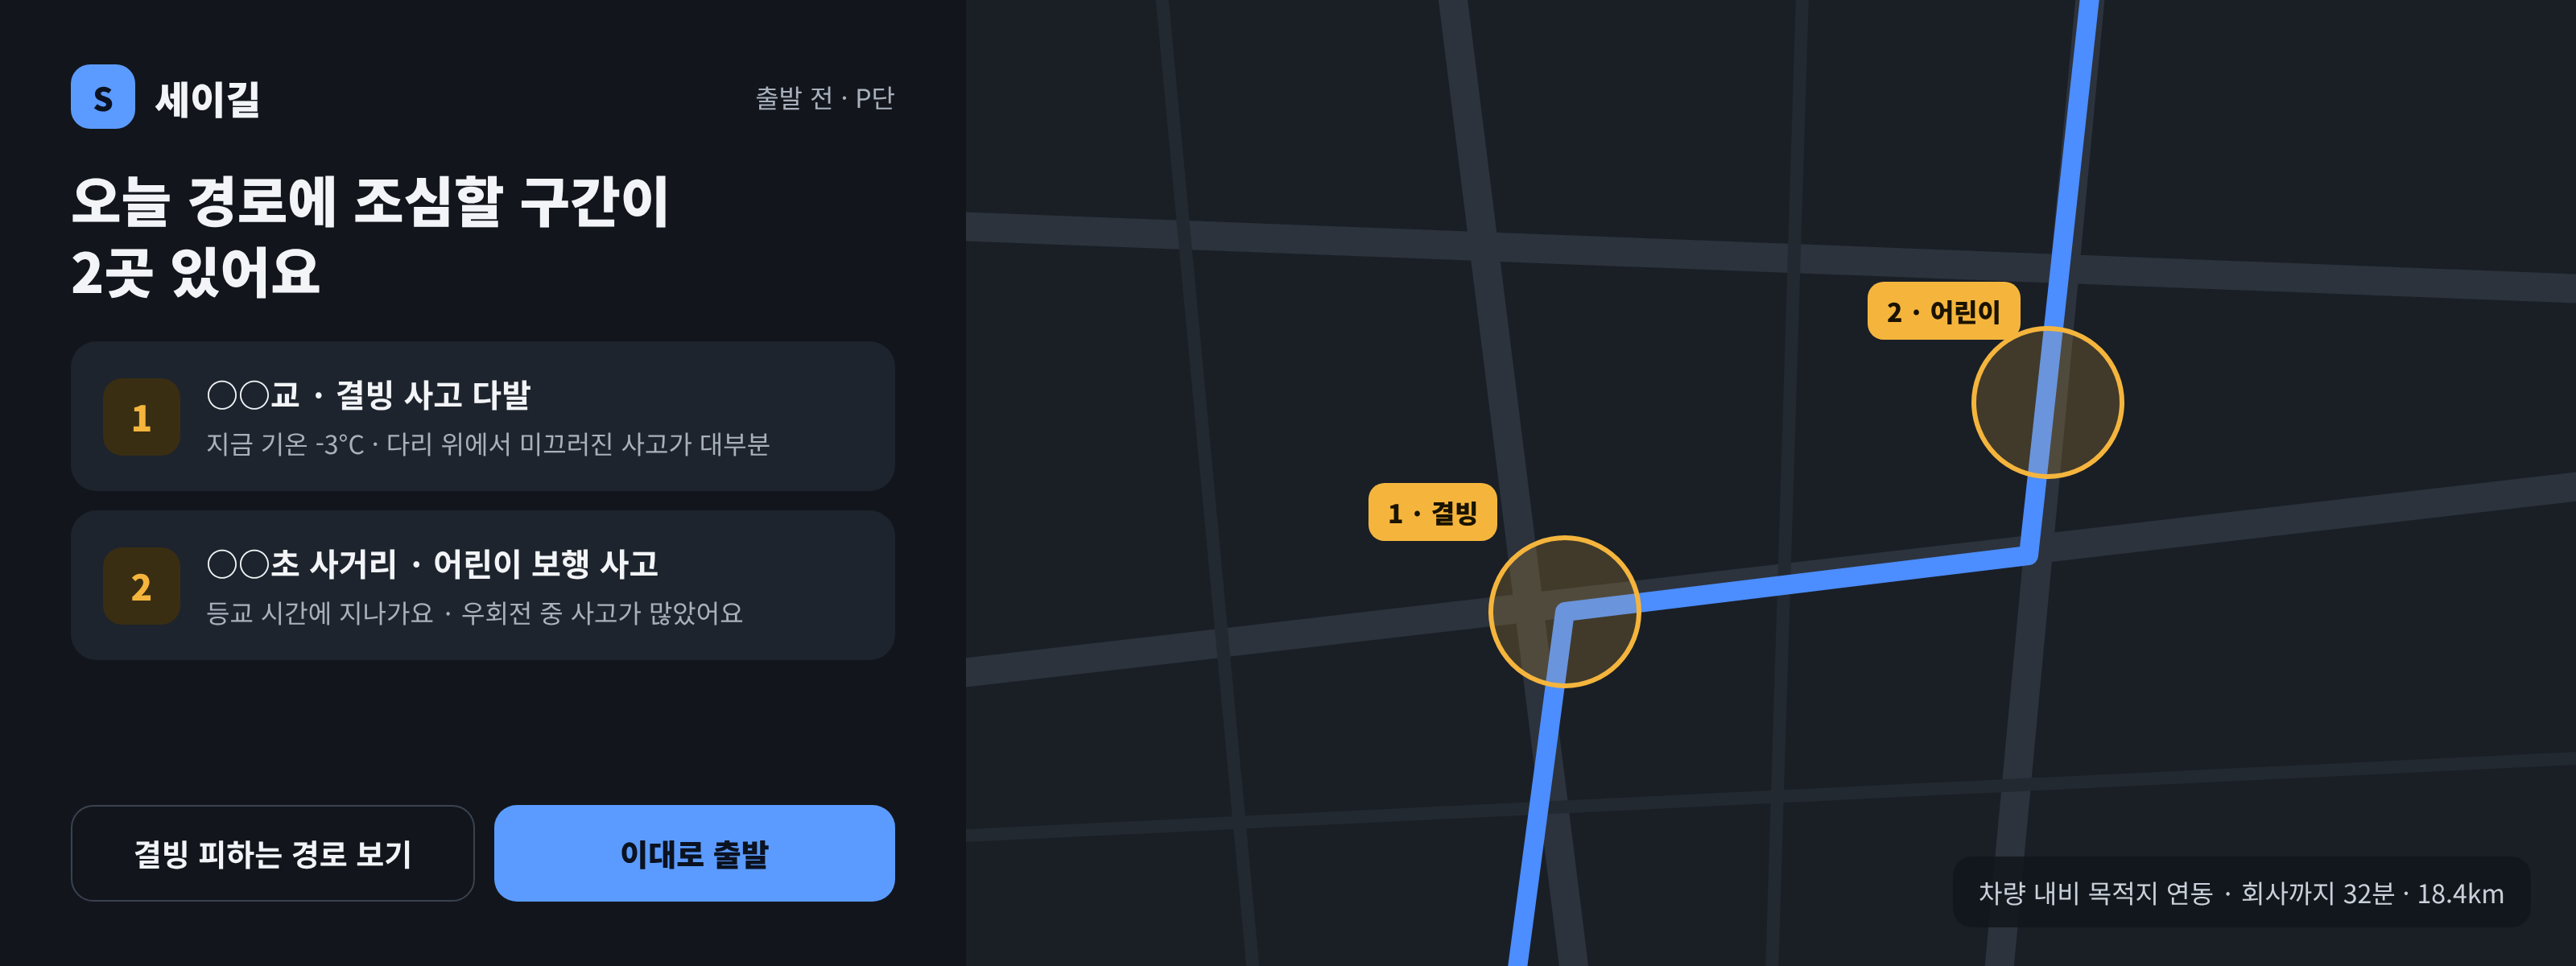 S 세이길
출발 전 · P단
오늘 경로에 조심할 구간이
2곳 있어요
1
○○교 · 결빙 사고 다발
지금 기온 -3°C · 다리 위에서 미끄러진 사고가 대부분
2
○○초 사거리 · 어린이 보행 사고
등교 시간에 지나가요 · 우회전 중 사고가 많았어요
결빙 피하는 경로 보기
이대로 출발
2 · 어린이
1 · 결빙
차량 내비 목적지 연동 · 회사까지 32분 · 18.4km